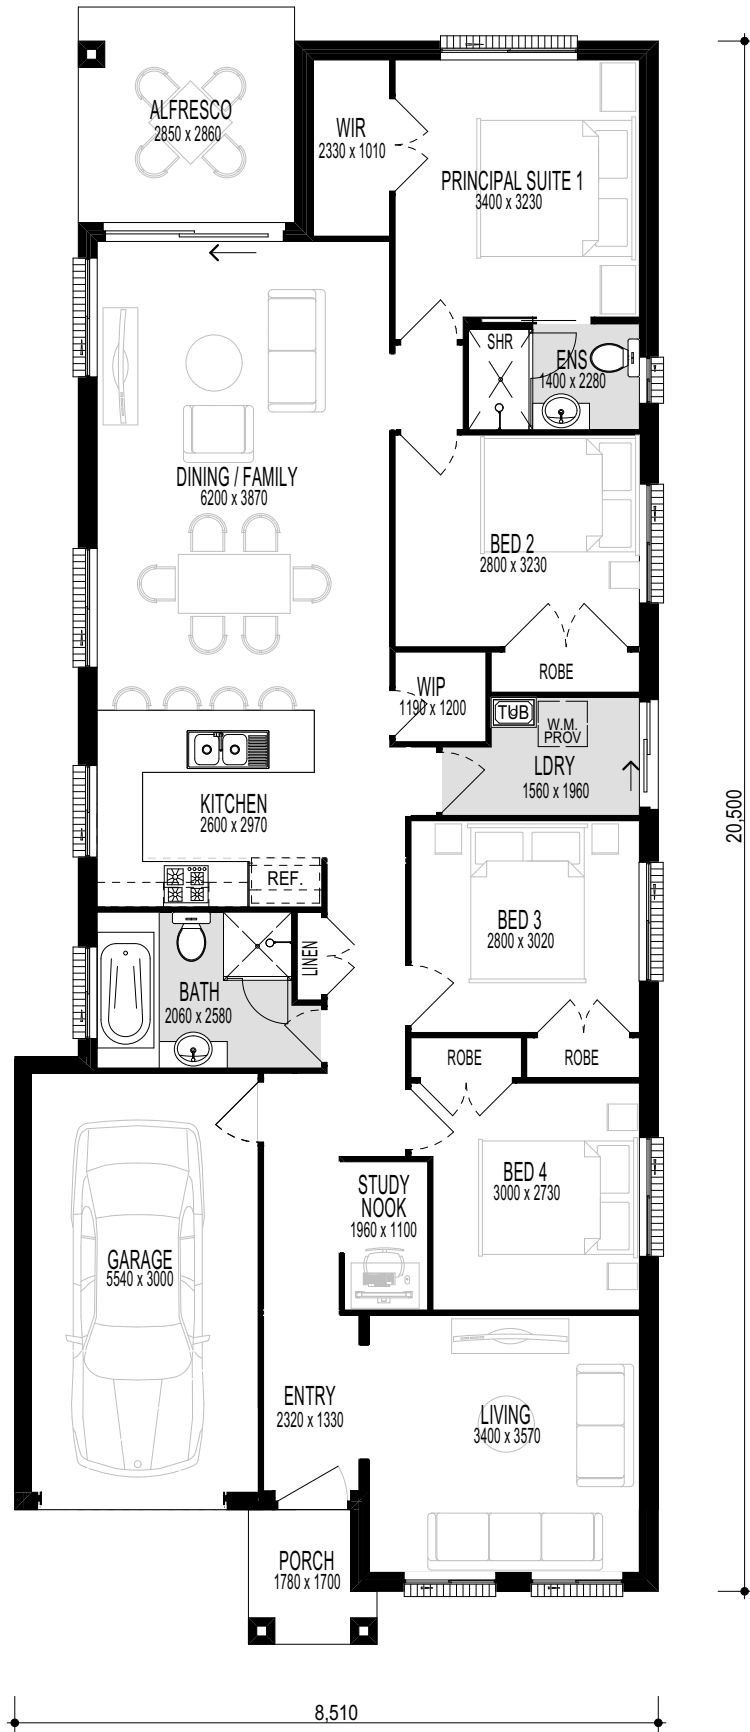 ALFRESCO
2850 x 2860
WIR
2330 x 1010
PRINCIPAL SUITE 1
3400 x 3230
SHR
ENS
1400 x 2280
DINING / FAMILY
6200 x 3870
BED 2
2800 x 3230
ROBE
WIP
1190 x 1200
TUB
W.M.
PROV
LDRY
1560 x 1960
KITCHEN
2600 x 2970
REF.
20,500
BED 3
2800 x 3020
LINEN
BATH
2060 x 2580
ROBE
ROBE
STUDY
NOOK
1960 x 1100
BED 4
3000 x 2730
GARAGE
5540 x 3000
ENTRY
2320 x 1330
LIVING
3400 x 3570
PORCH
1780 x 1700
8,510